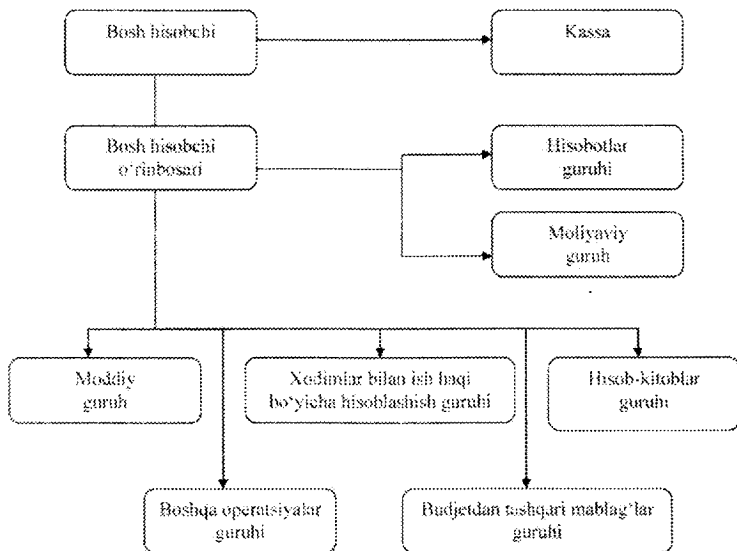 Bosh hisobchi
Kassa
Bosh hisobchi
o‘rinbosari
Hisobotlar
guruhi
Moliyaviy
guruh
Moddiy
guruh
Xodimlar bilan ish haqi
bo‘yicha hisoblashish guruhi
Hisob-kitoblar
guruhi
Boshqa operatsiyalar
guruhi
Budjetdan tashqari mablag‘lar
guruhi